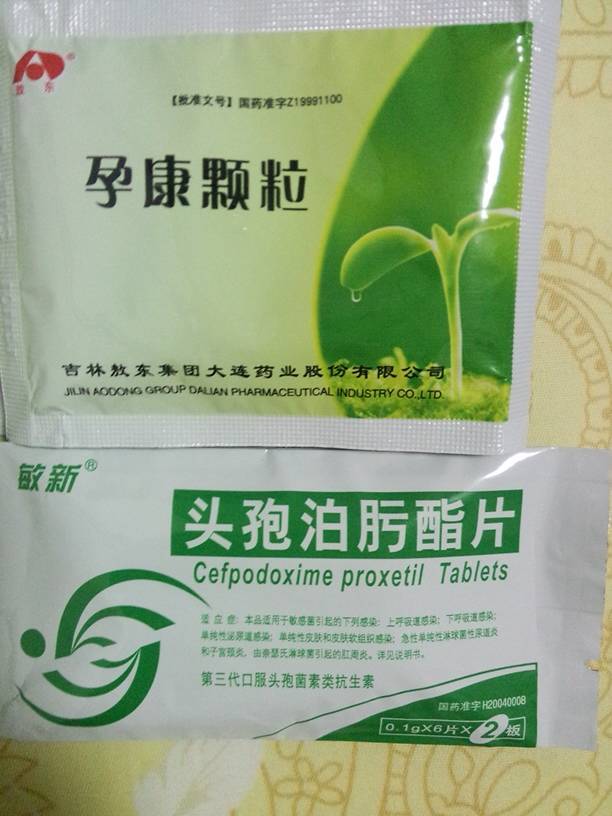 敖东®
【批准文号】国药准字Z19991100
孕康颗粒
吉林敖东集团大连药业股份有限公司
JILIN AODONG GROUP DALIAN PHARMACEUTICAL INDUSTRY CO.,LTD.
敏新®
头孢泊肟酯片
Cefpodoxime proxetil Tablets
适应症:本品适用于敏感菌引起的下列感染:上呼吸道感染;下呼吸道感染;
单纯性泌尿道感染;单纯性皮肤和皮肤软组织感染;急性单纯性淋球菌性尿道炎
和子宫颈炎,由奈瑟氏淋球菌引起的肛周炎。详见说明书。
第三代口服头孢菌素类抗生素
国药准字H20040008
0.1gX6片X2板